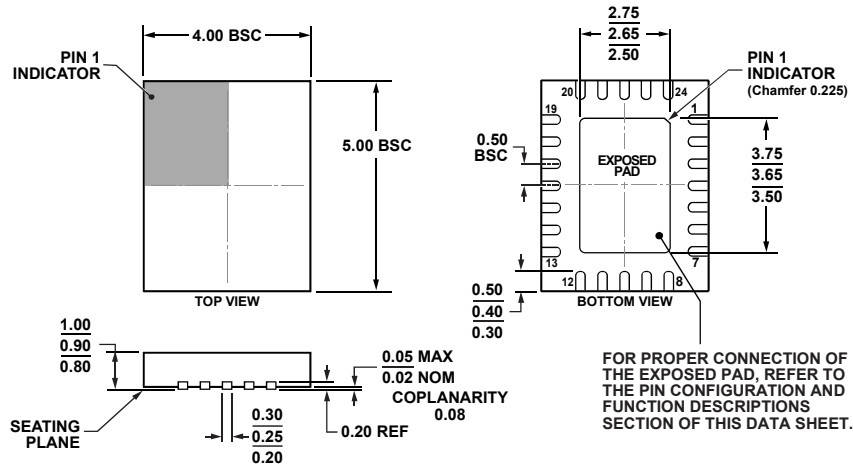 4.00 BSC
PIN 1
INDICATOR
5.00 BSC
TOP VIEW
2.75
2.65
2.50
PIN 1
INDICATOR
(Chamfer 0.225)
20
24
19
1
0.50
BSC
EXPOSED
PAD
3.75
3.65
3.50
13
7
12
8
0.50
0.40
0.30
BOTTOM VIEW
1.00
0.90
0.80
0.05 MAX
0.02 NOM
COPLANARITY
0.08
SEATING
PLANE
0.30
0.25
0.20
0.20 REF
FOR PROPER CONNECTION OF
THE EXPOSED PAD, REFER TO
THE PIN CONFIGURATION AND
FUNCTION DESCRIPTIONS
SECTION OF THIS DATA SHEET.